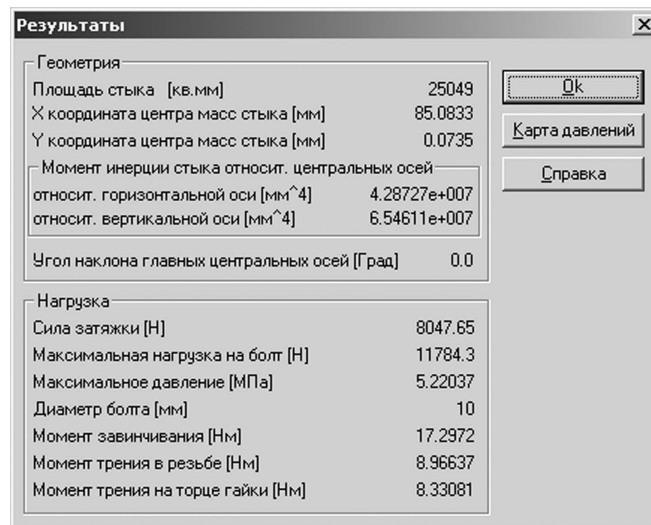 Результаты
Геометрия
Площадь стыка [кв.мм] 25049
X координата центра масс стыка [мм] 85.0833
Y координата центра масс стыка [мм] 0.0735
Момент инерции стыка относит. центральных осей
относит. горизонтальной оси [мм^4] 4.28727e+007
относит. вертикальной оси [мм^4] 6.54611e+007
Угол наклона главных центральных осей [Град] 0.0
Ok
Карта давлений
Справка
Нагрузка
Сила затяжки [Н] 8047.65
Максимальная нагрузка на болт [Н] 11784.3
Максимальное давление [МПа] 5.22037
Диаметр болта [мм] 10
Момент завинчивания [Нм] 17.2972
Момент трения в резьбе [Нм] 8.96637
Момент трения на торце гайки [Нм] 8.33081